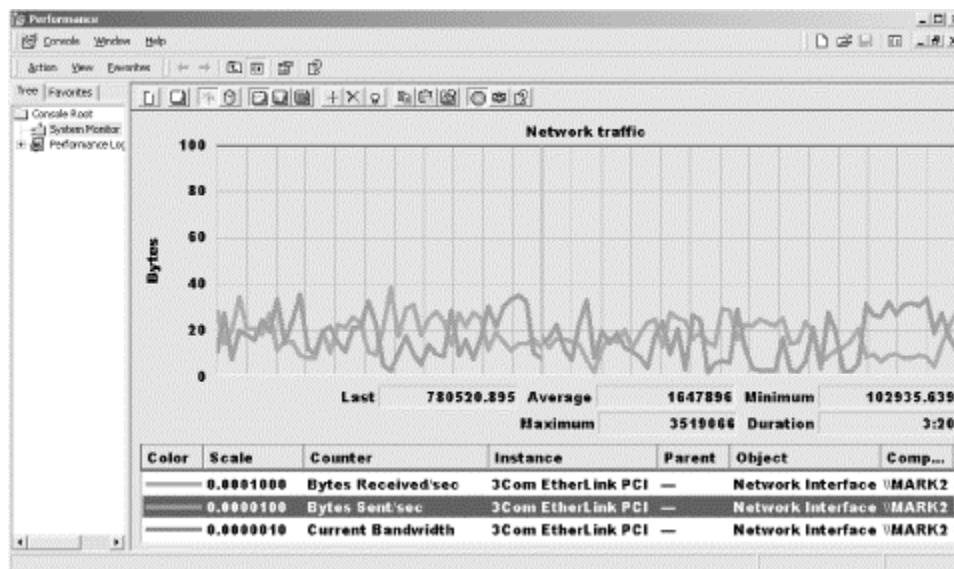 Performance
Console Window Help
Action View Favorites
Tree Favorites
Console Root
System Monitor
Performance Log
Network traffic
100
80
60
40
20
0
Bytes
Last 780520.895 Average 1647896 Minimum 102935.639
Maximum 3519066 Duration 3:20
Color Scale Counter Instance Parent Object Comp...
0.0001000 Bytes Received/sec 3Com EtherLink PCI — Network Interface \\MARK2
0.0000100 Bytes Sent/sec 3Com EtherLink PCI — Network Interface \\MARK2
0.0000010 Current Bandwidth 3Com EtherLink PCI — Network Interface \\MARK2